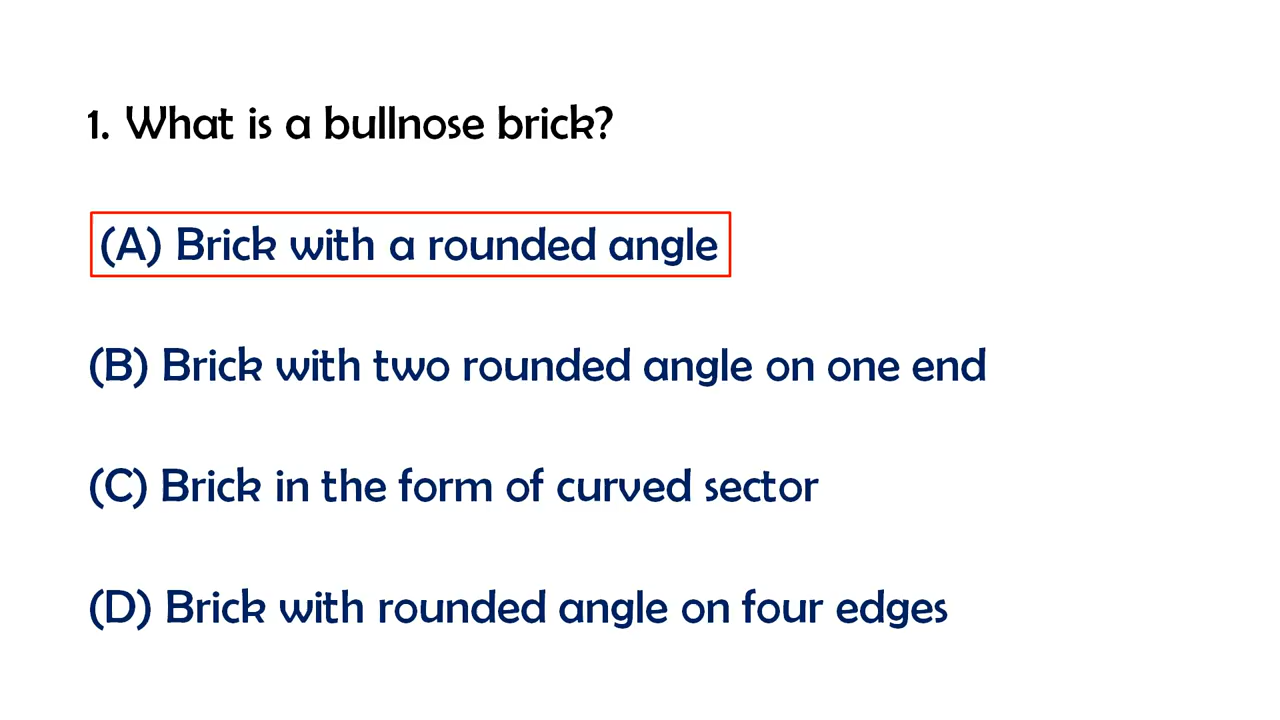 1. What is a bullnose brick?
(A) Brick with a rounded angle
(B) Brick with two rounded angle on one end
(C) Brick in the form of curved sector
(D) Brick with rounded angle on four edges